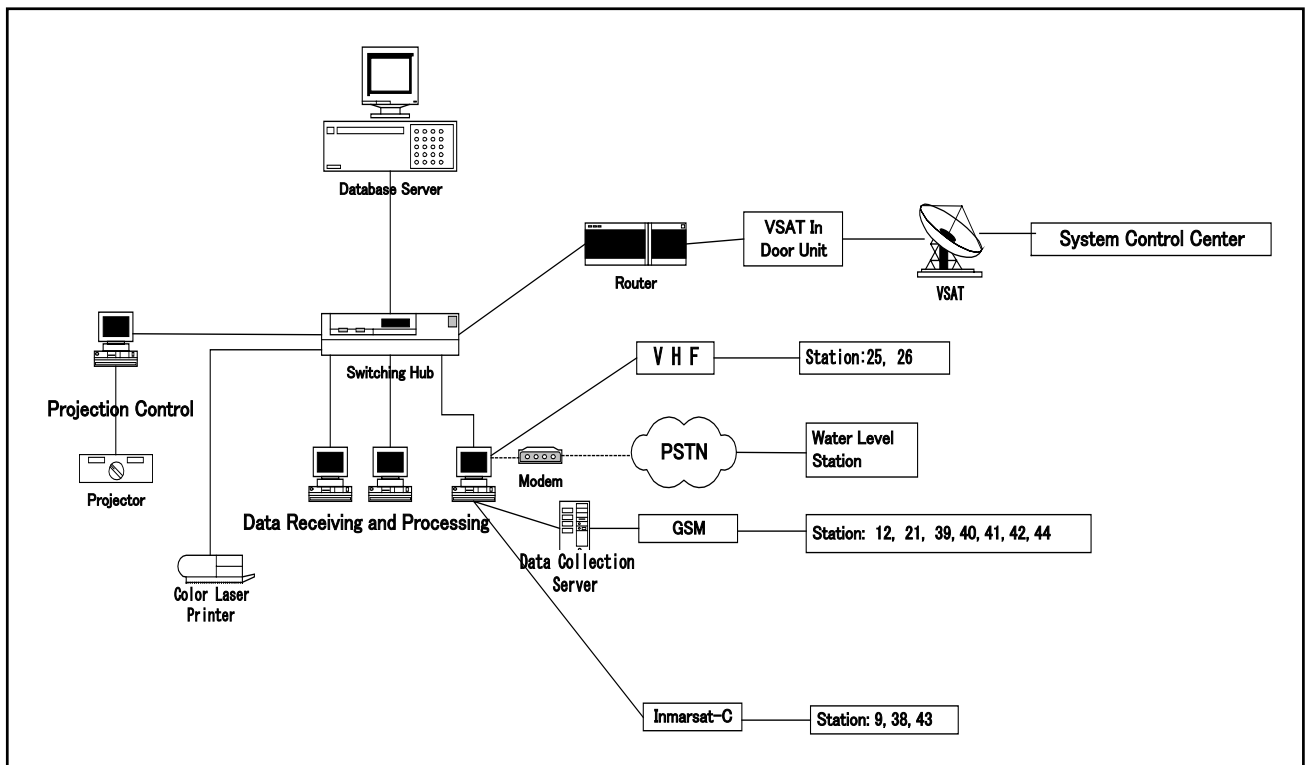 Database Server
VSAT In
Door Unit
System Control Center
Router
VSAT
Switching Hub
V H F
Station:25, 26
Projection Control
Projector
Water Level
Station
PSTN
Modem
Data Receiving and Processing
GSM
Station: 12, 21, 39, 40, 41, 42, 44
Data Collection
Server
Color Laser
Printer
Inmarsat-C
Station: 9, 38, 43